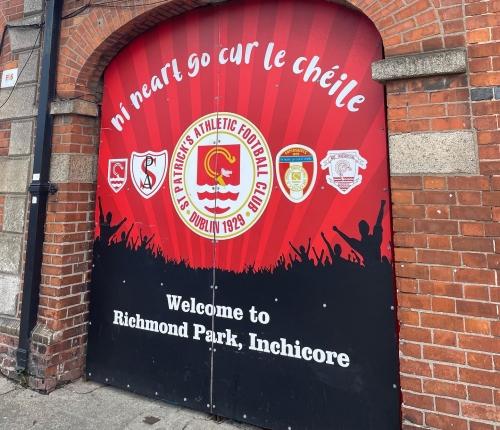 ní neart go cur le chéile
ST PATRICK'S ATHLETIC FOOTBALL CLUB
DUBLIN 1929
Welcome to
Richmond Park, Inchicore